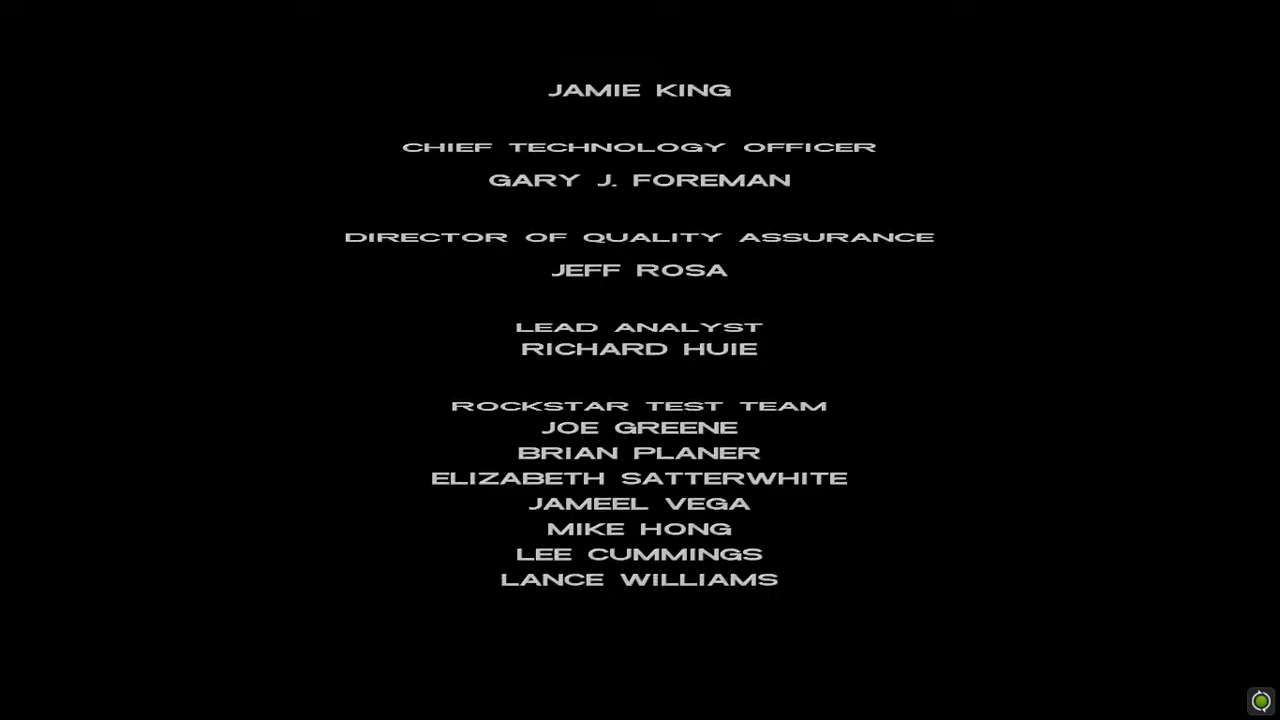 JAMIE KING
CHIEF TECHNOLOGY OFFICER
GARY J. FOREMAN
DIRECTOR OF QUALITY ASSURANCE
JEFF ROSA
LEAD ANALYST
RICHARD HUIE
ROCKSTAR TEST TEAM
JOE GREENE
BRIAN PLANER
ELIZABETH SATTERWHITE
JAMEEL VEGA
MIKE HONG
LEE CUMMINGS
LANCE WILLIAMS